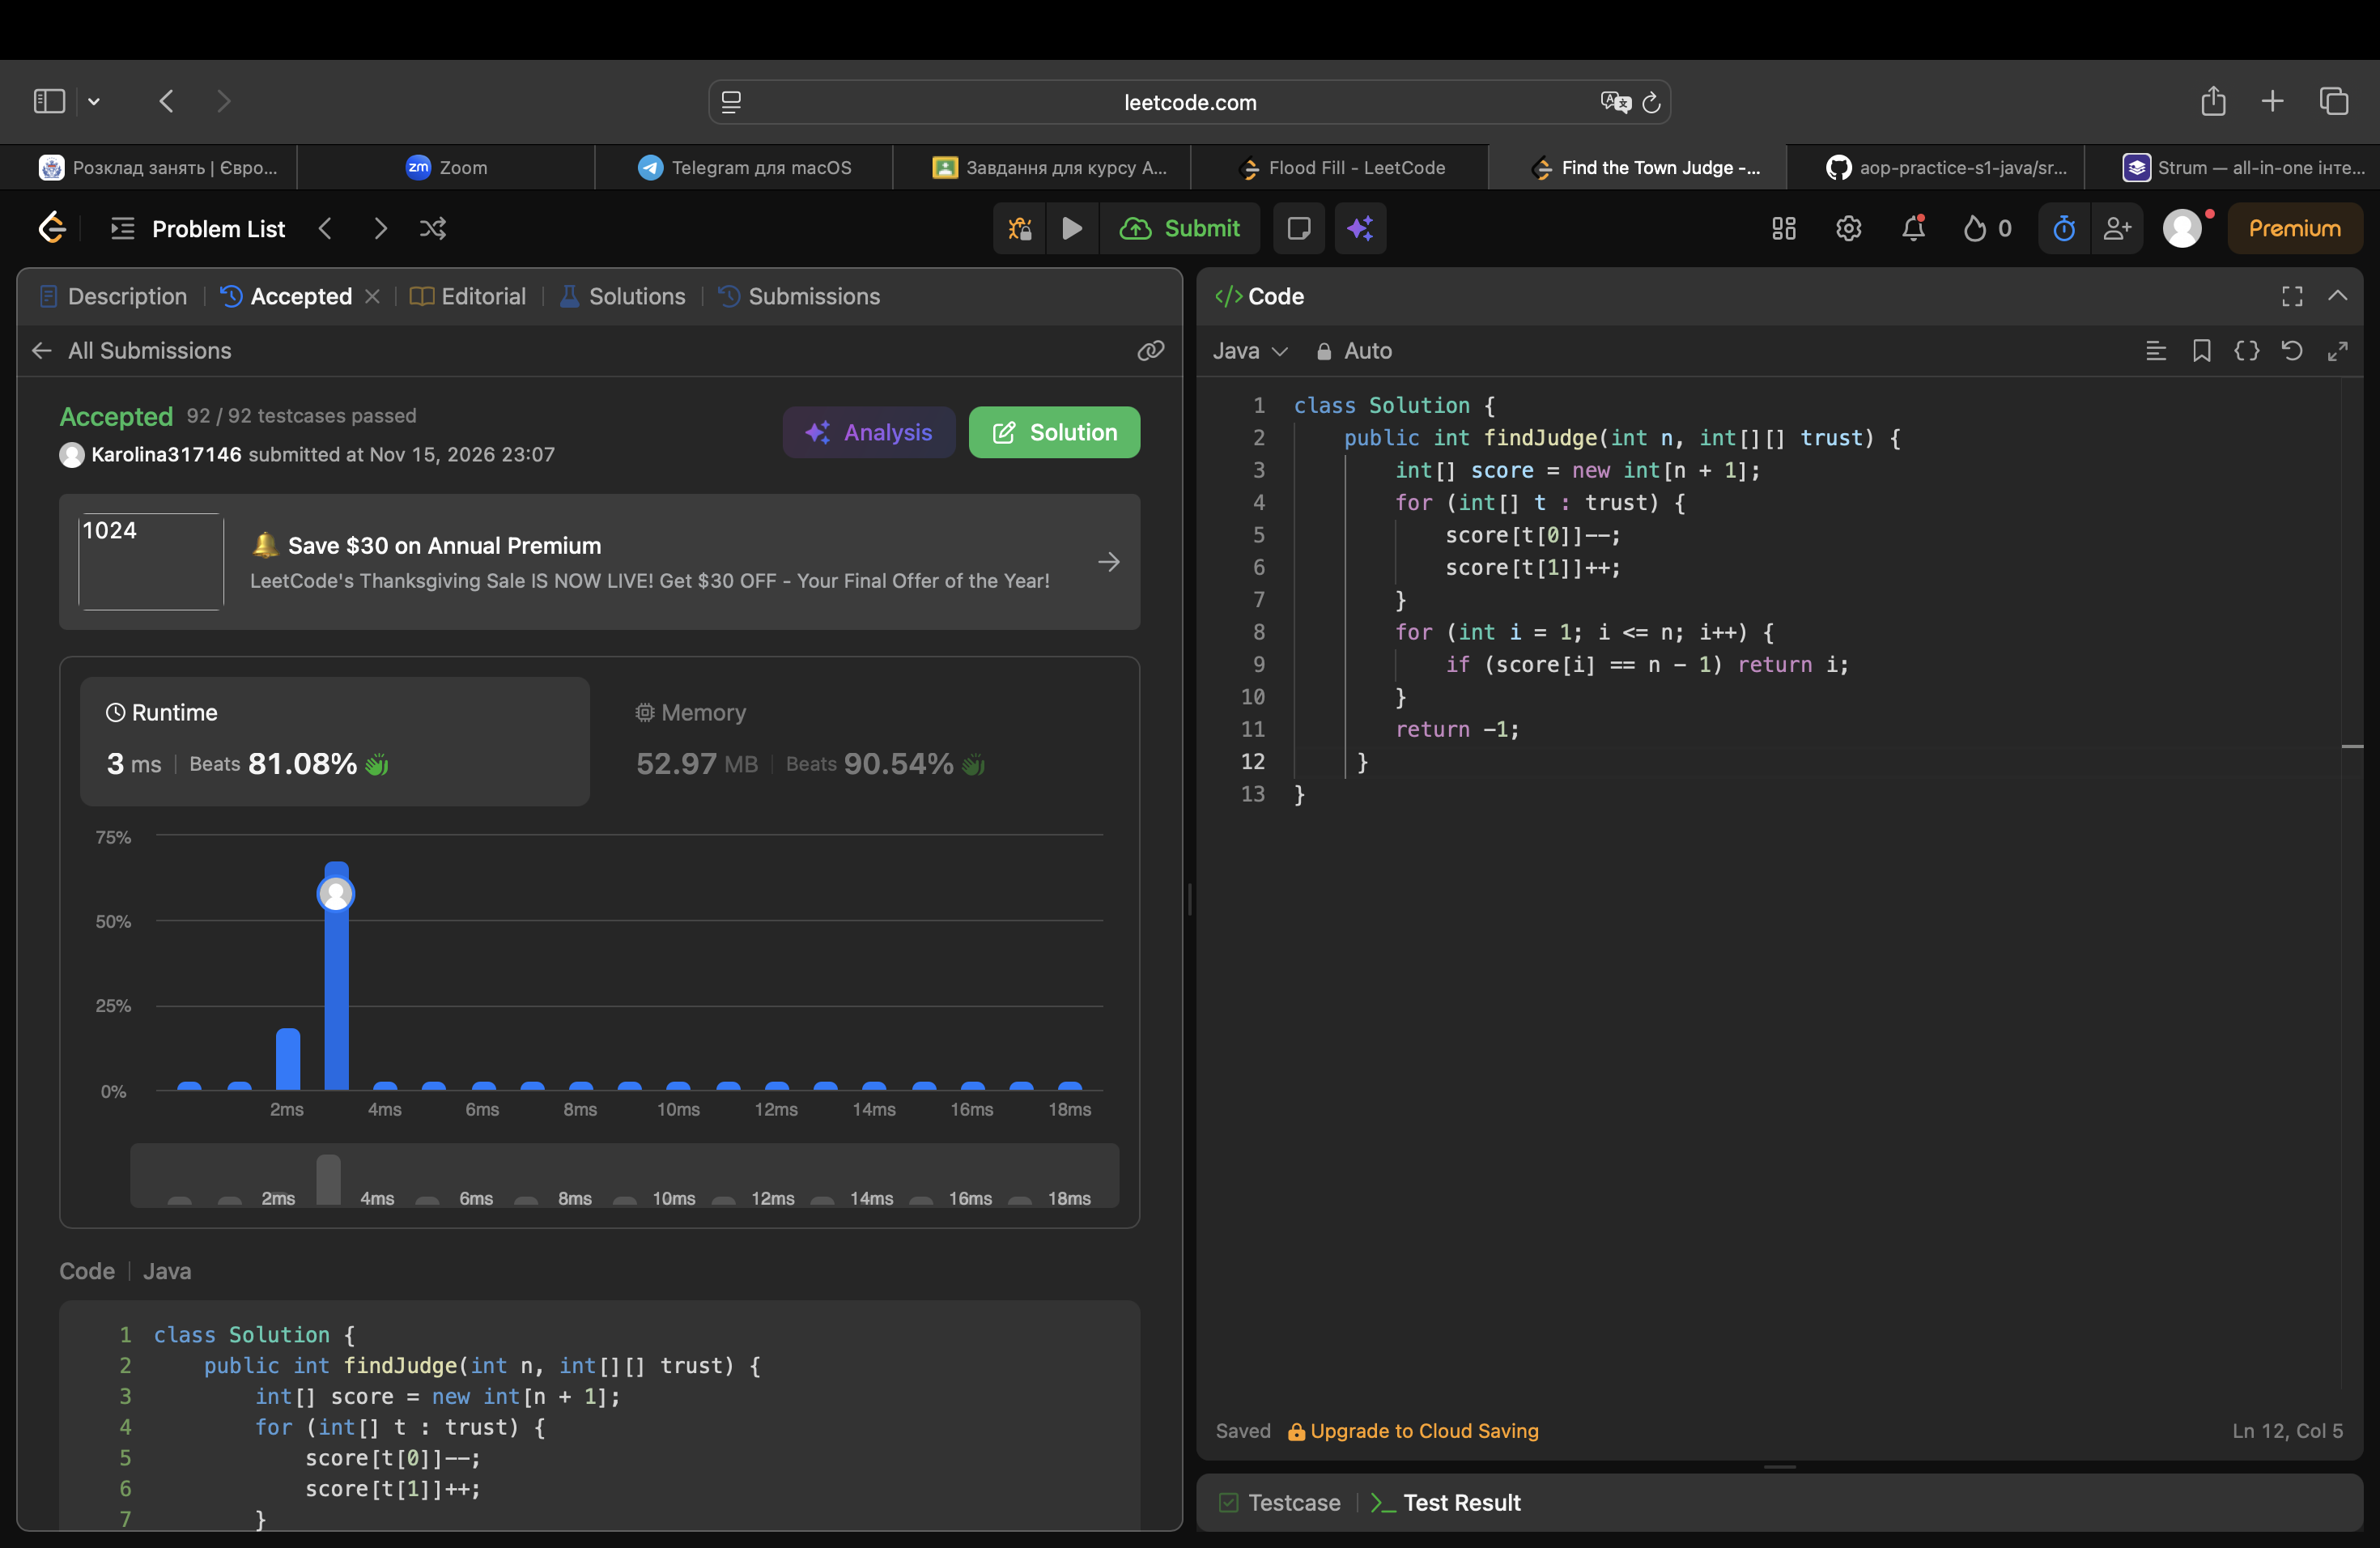 leetcode.com
Розклад занять | Євро...
zm Zoom
Telegram для macOS
Завдання для курсу А...
Flood Fill - LeetCode
Find the Town Judge -...
aop-practice-s1-java/sr...
Strum — all-in-one інте...
Problem List
Submit
0
Premium
Description
Accepted
Editorial
Solutions
Submissions
All Submissions
Accepted 92 / 92 testcases passed
Karolina317146 submitted at Nov 15, 2026 23:07
Analysis
Solution
1024
Save $30 on Annual Premium
LeetCode's Thanksgiving Sale IS NOW LIVE! Get $30 OFF - Your Final Offer of the Year!
Runtime
3 ms | Beats 81.08%
Memory
52.97 MB | Beats 90.54%
75%
50%
25%
0%
2ms 4ms 6ms 8ms 10ms 12ms 14ms 16ms 18ms
2ms 4ms 6ms 8ms 10ms 12ms 14ms 16ms 18ms
Code | Java
1 class Solution {
2 public int findJudge(int n, int[][] trust) {
3 int[] score = new int[n + 1];
4 for (int[] t : trust) {
5 score[t[0]]--;
6 score[t[1]]++;
7 }
</> Code
Java Auto
1 class Solution {
2 public int findJudge(int n, int[][] trust) {
3 int[] score = new int[n + 1];
4 for (int[] t : trust) {
5 score[t[0]]--;
6 score[t[1]]++;
7 }
8 for (int i = 1; i <= n; i++) {
9 if (score[i] == n - 1) return i;
10 }
11 return -1;
12 }
13 }
Saved Upgrade to Cloud Saving
Ln 12, Col 5
Testcase | >_ Test Result